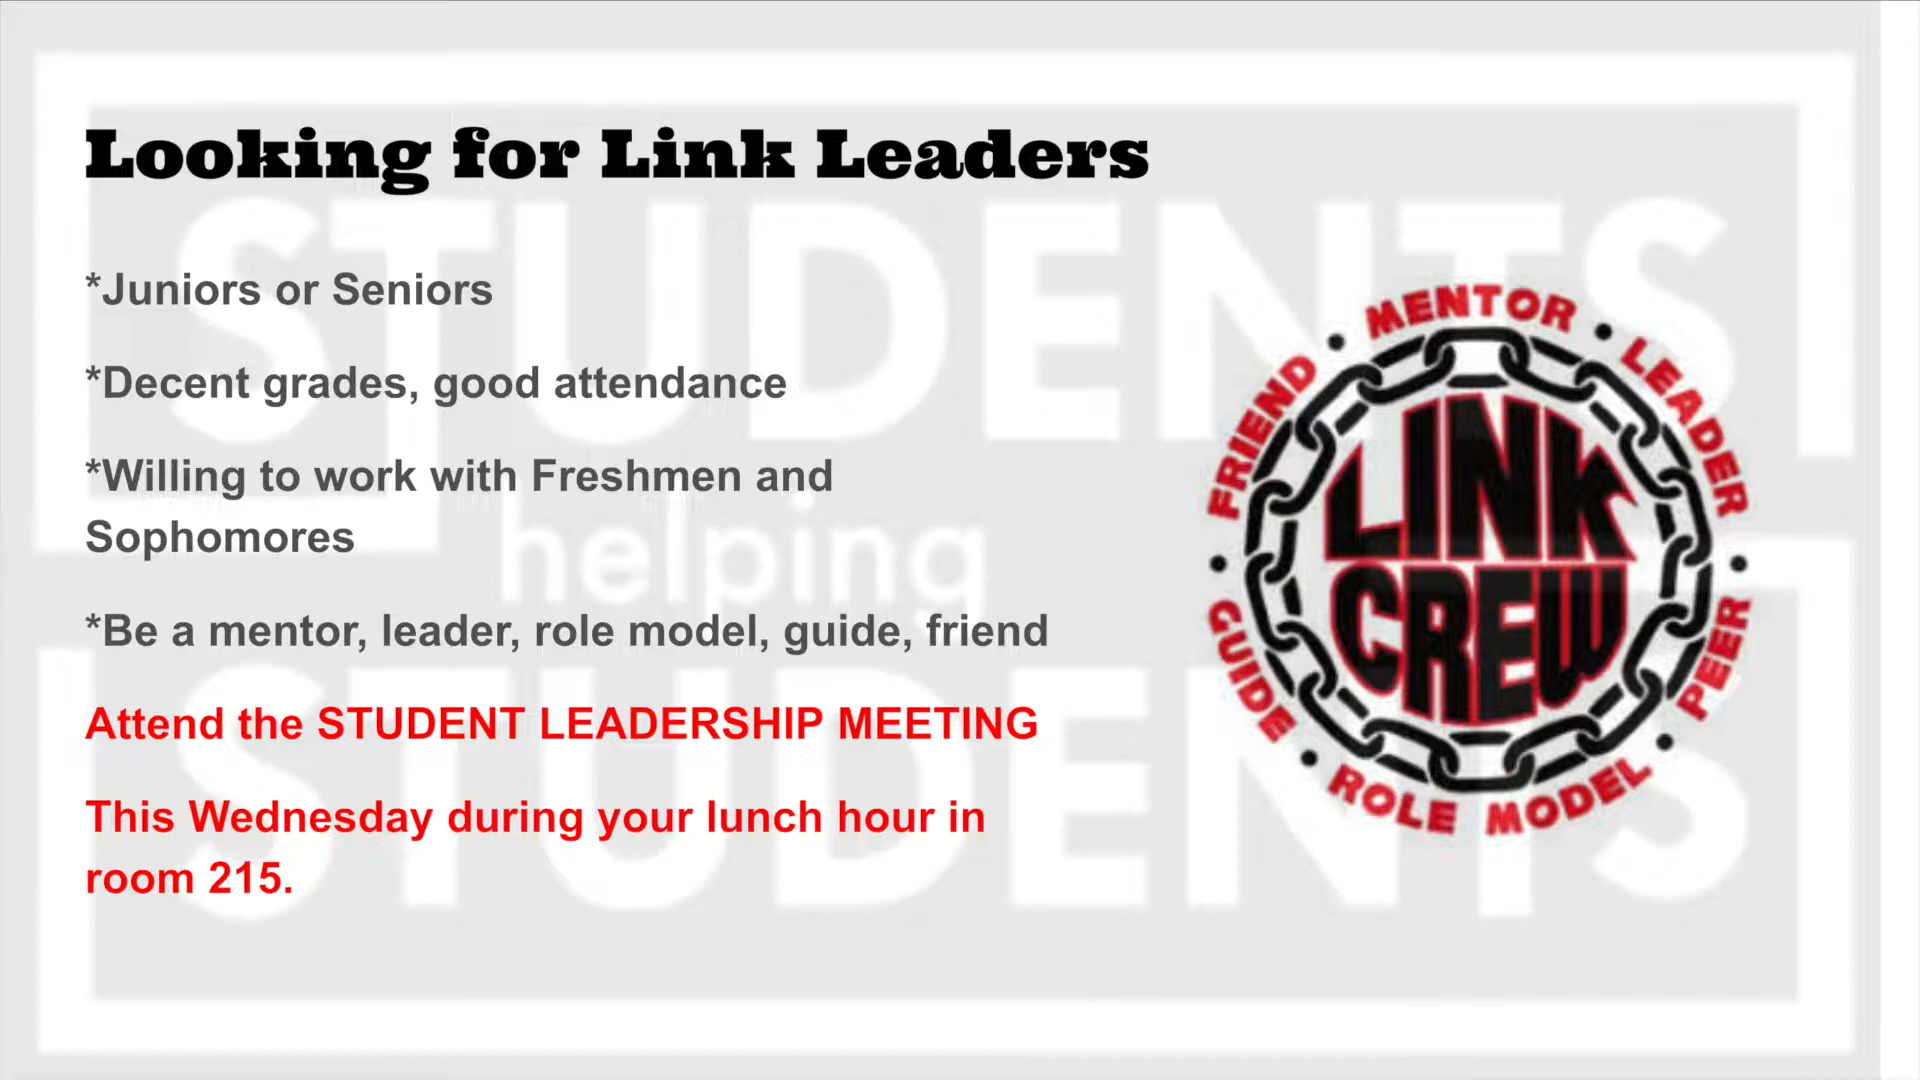 Looking for Link Leaders
*Juniors or Seniors
*Decent grades, good attendance
*Willing to work with Freshmen and
Sophomores
*Be a mentor, leader, role model, guide, friend
Attend the STUDENT LEADERSHIP MEETING
This Wednesday during your lunch hour in
room 215.
FRIEND • MENTOR • LEADER • PEER • ROLE MODEL • GUIDE •
LINK
CREW
STUDENTS
helping
STUDENTS